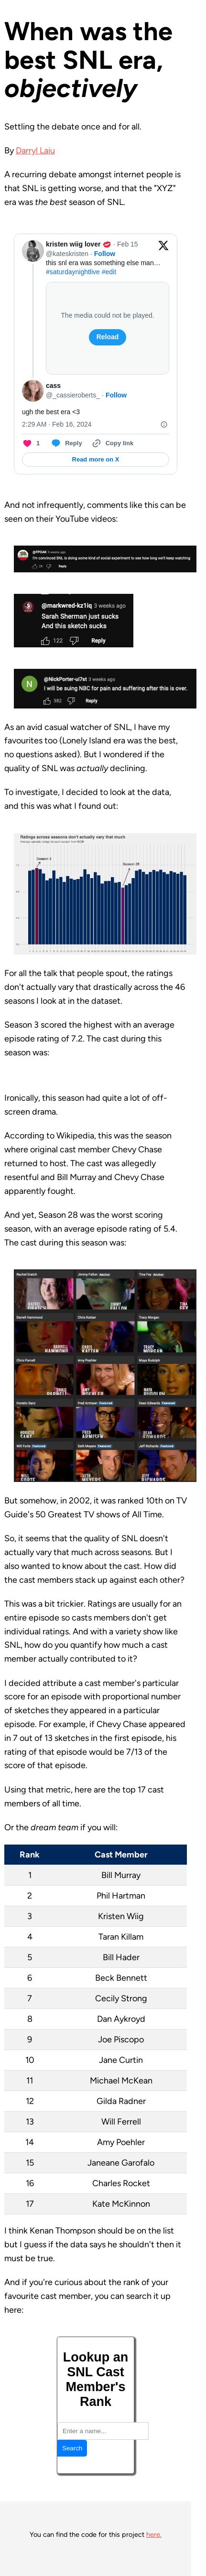 When was the
best SNL era,
objectively
Settling the debate once and for all.
By Darryl Laiu
A recurring debate amongst internet people is
that SNL is getting worse, and that the "XYZ"
era was the best season of SNL.
kristen wiig lover 💋 · Feb 15
@kateskristen · Follow
this snl era was something else man…
#saturdaynightlive #edit
The media could not be played.
Reload
cass
@_cassieroberts_ · Follow
ugh the best era <3
2:29 AM · Feb 16, 2024
1 Reply Copy link
Read more on X
And not infrequently, comments like this can be
seen on their YouTube videos:
I'm convinced SNL is doing some kind of social experiment to see how long we'll keep watching
Reply
@markwred-kz1iq 3 weeks ago
Sarah Sherman just sucks
And this sketch sucks
122 Reply
@NickPorter-ui7st 3 weeks ago
I will be suing NBC for pain and suffering after this is over.
382 Reply
As an avid casual watcher of SNL, I have my
favourites too (Lonely Island era was the best,
no questions asked). But I wondered if the
quality of SNL was actually declining.
To investigate, I decided to look at the data,
and this was what I found out:
Ratings across seasons don't actually vary that much
Season 3
Season 28
For all the talk that people spout, the ratings
don't actually vary that drastically across the 46
seasons I look at in the dataset.
Season 3 scored the highest with an average
episode rating of 7.2. The cast during this
season was:
Ironically, this season had quite a lot of off-
screen drama.
According to Wikipedia, this was the season
where original cast member Chevy Chase
returned to host. The cast was allegedly
resentful and Bill Murray and Chevy Chase
apparently fought.
And yet, Season 28 was the worst scoring
season, with an average episode rating of 5.4.
The cast during this season was:
Rachel Dratch Jimmy Fallon Tina Fey
Darrell Hammond Chris Kattan Tracy Morgan
Chris Parnell Amy Poehler Maya Rudolph
Horatio Sanz Fred Armisen Dean Edwards
Will Forte Seth Meyers Jeff Richards
But somehow, in 2002, it was ranked 10th on TV
Guide's 50 Greatest TV shows of All Time.
So, it seems that the quality of SNL doesn't
actually vary that much across seasons. But I
also wanted to know about the cast. How did
the cast members stack up against each other?
This was a bit trickier. Ratings are usually for an
entire episode so casts members don't get
individual ratings. And with a variety show like
SNL, how do you quantify how much a cast
member actually contributed to it?
I decided attribute a cast member's particular
score for an episode with proportional number
of sketches they appeared in a particular
episode. For example, if Chevy Chase appeared
in 7 out of 13 sketches in the first episode, his
rating of that episode would be 7/13 of the
score of that episode.
Using that metric, here are the top 17 cast
members of all time.
Or the dream team if you will:
Rank Cast Member
1 Bill Murray
2 Phil Hartman
3 Kristen Wiig
4 Taran Killam
5 Bill Hader
6 Beck Bennett
7 Cecily Strong
8 Dan Aykroyd
9 Joe Piscopo
10 Jane Curtin
11 Michael McKean
12 Gilda Radner
13 Will Ferrell
14 Amy Poehler
15 Janeane Garofalo
16 Charles Rocket
17 Kate McKinnon
I think Kenan Thompson should be on the list
but I guess if the data says he shouldn't then it
must be true.
And if you're curious about the rank of your
favourite cast member, you can search it up
here:
Lookup an
SNL Cast
Member's
Rank
Enter a name...
Search
You can find the code for this project here.